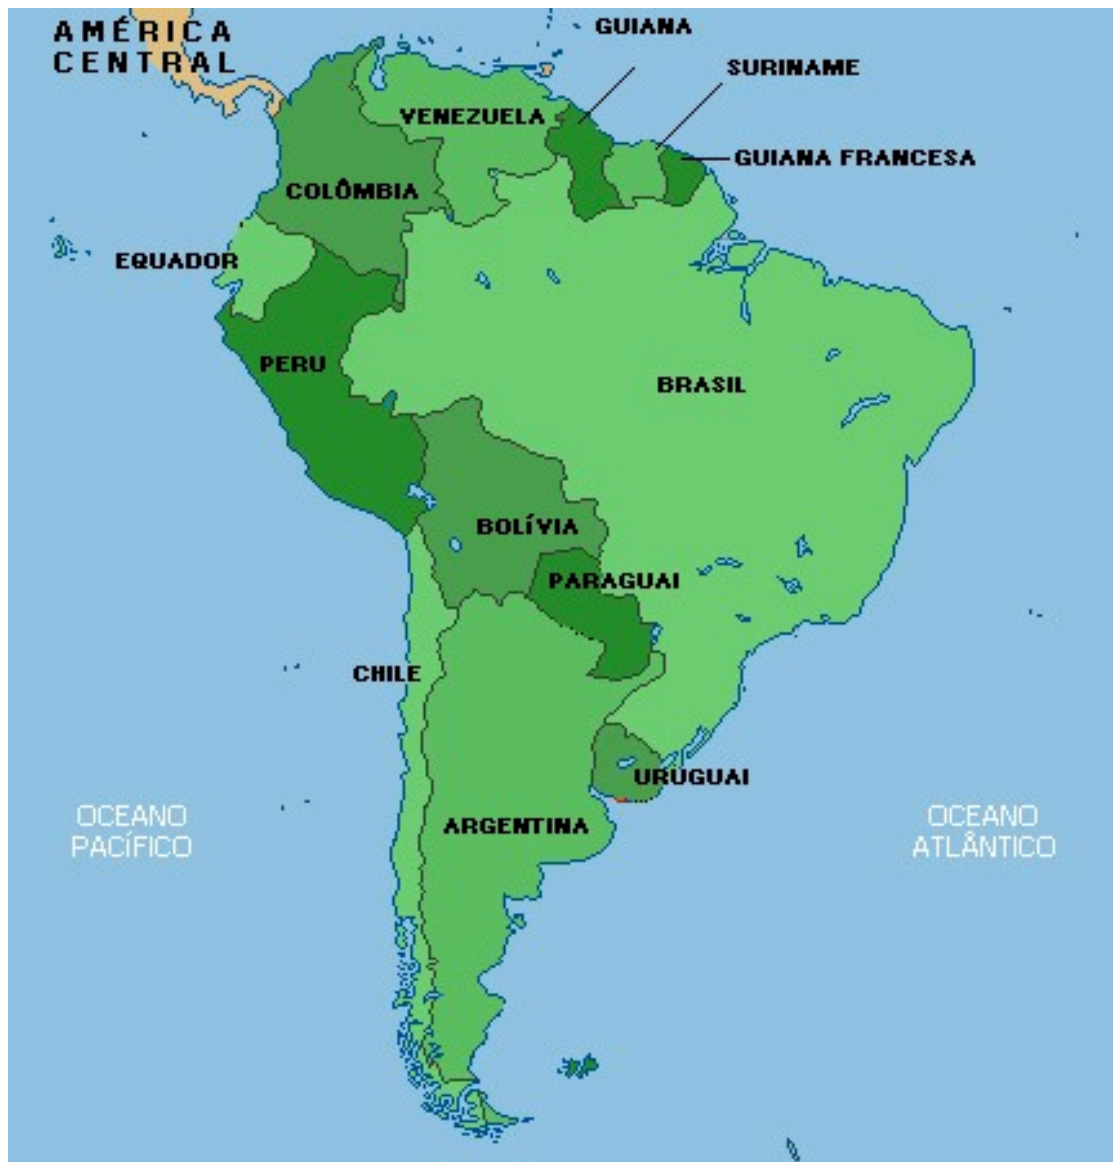 AMÉRICA
CENTRAL
GUIANA
SURINAME
VENEZUELA
GUIANA FRANCESA
COLÔMBIA
EQUADOR
PERU
BRASIL
BOLÍVIA
PARAGUAI
CHILE
URUGUAI
ARGENTINA
OCEANO
PACÍFICO
OCEANO
ATLÂNTICO